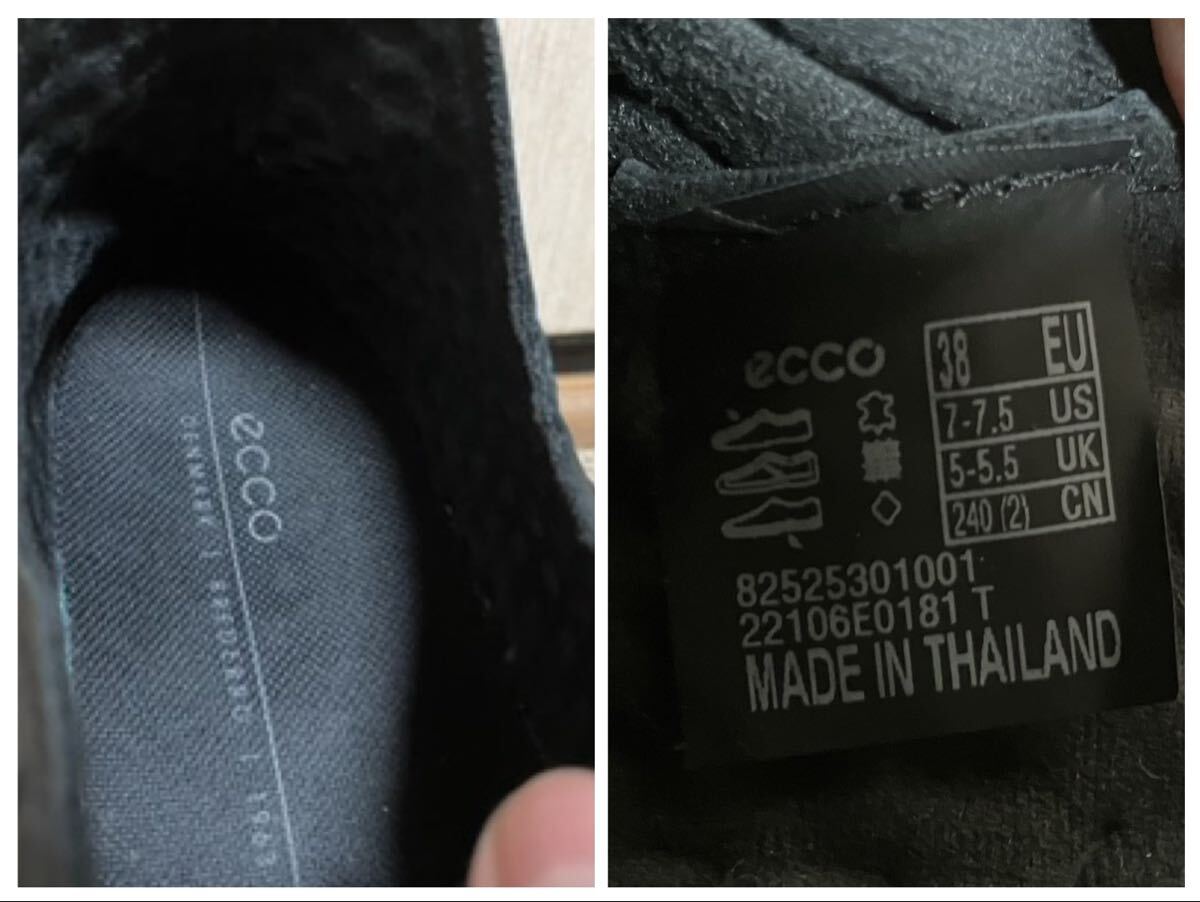 ecco
DENMARK | BREDEBRO | 1963
ecco
38 EU
7-7.5 US
5-5.5 UK
240 (2) CN
82525301001
22106E0181 T
MADE IN THAILAND